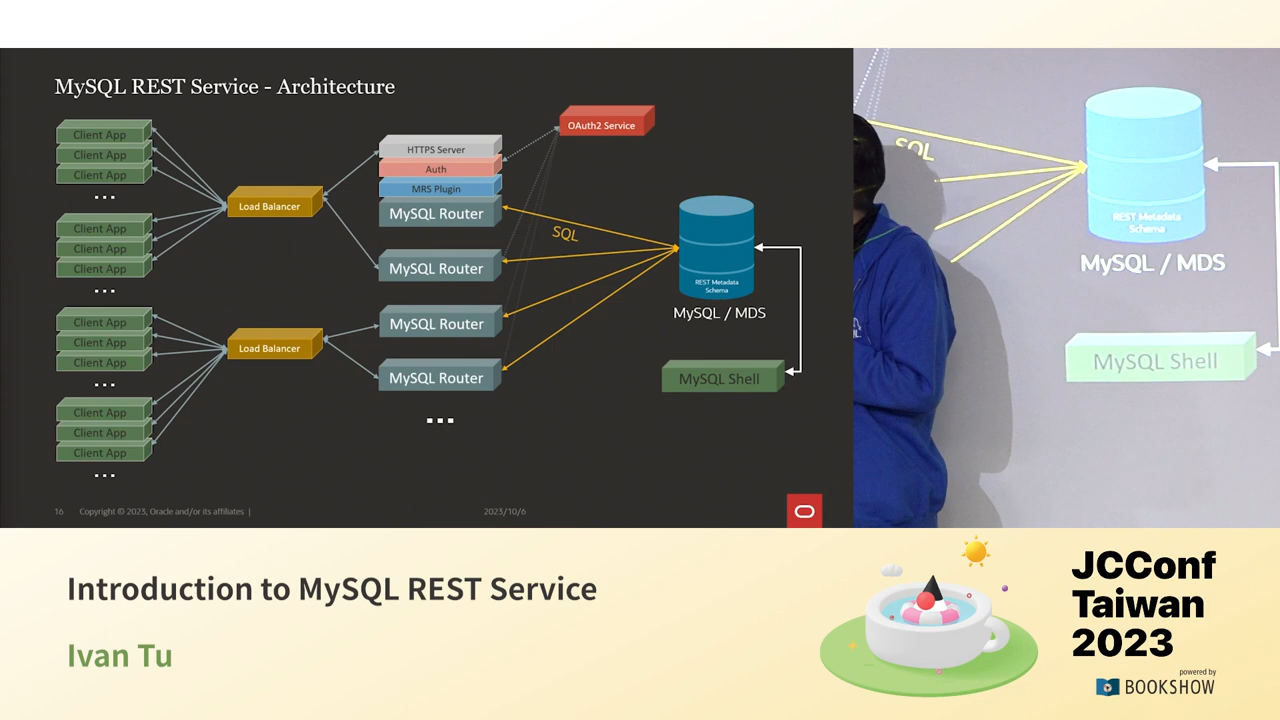 MySQL REST Service - Architecture
Client App
Client App
Client App
...
Client App
Client App
Client App
...
Client App
Client App
Client App
...
Client App
Client App
Client App
...
Load Balancer
Load Balancer
HTTPS Server
Auth
MRS Plugin
MySQL Router
MySQL Router
MySQL Router
MySQL Router
...
OAuth2 Service
SQL
REST Metadata
Schema
MySQL / MDS
MySQL Shell
16 Copyright © 2023, Oracle and/or its affiliates |
2023/10/6
SQL
REST Metadata
Schema
MySQL / MDS
MySQL Shell
Introduction to MySQL REST Service
Ivan Tu
JCConf
Taiwan
2023
powered by
BOOKSHOW